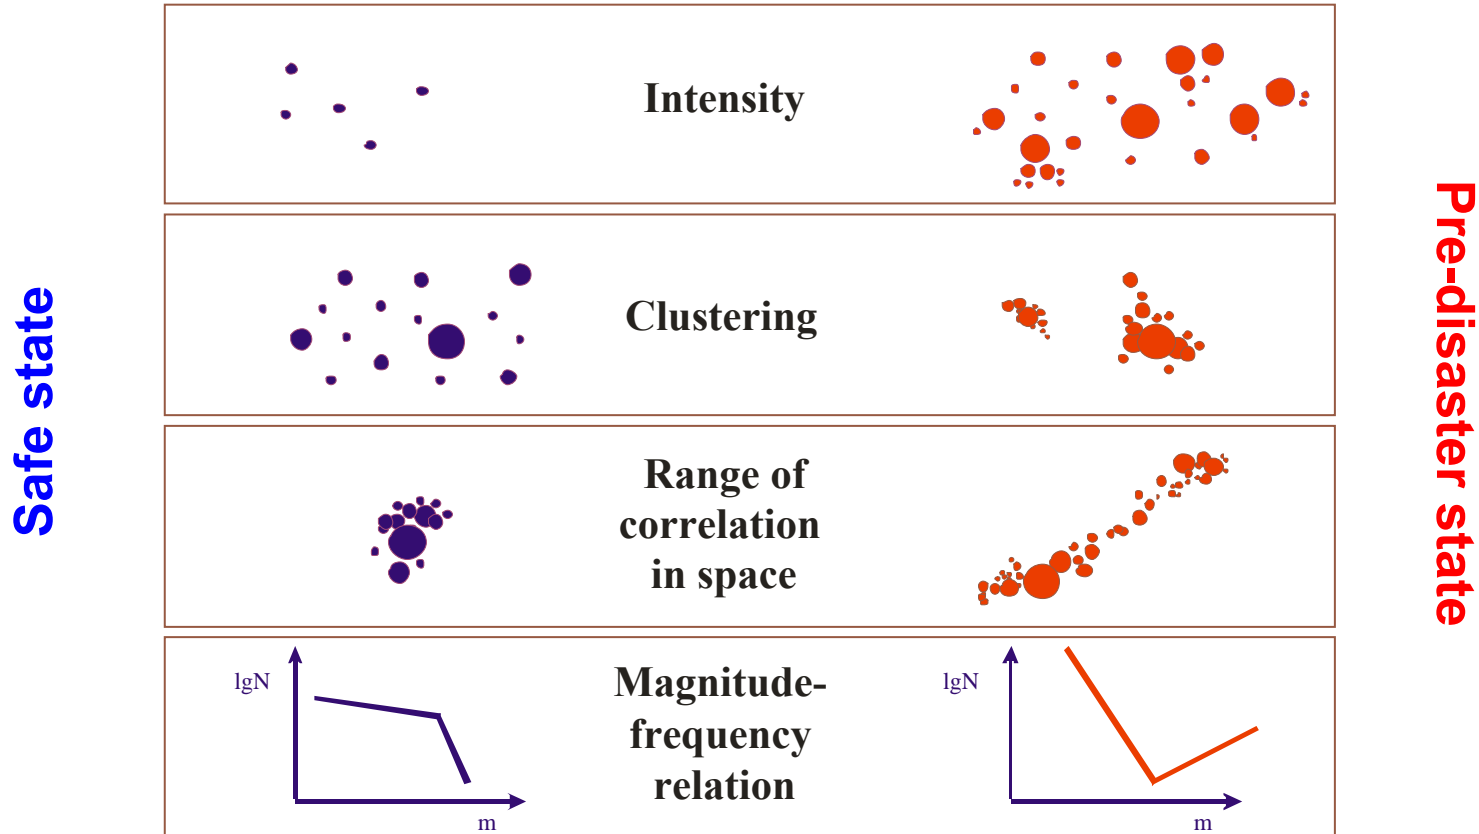 Safe state
Intensity
Clustering
Range of
correlation
in space
lgN
m
Magnitude-
frequency
relation
lgN
m
Pre-disaster state